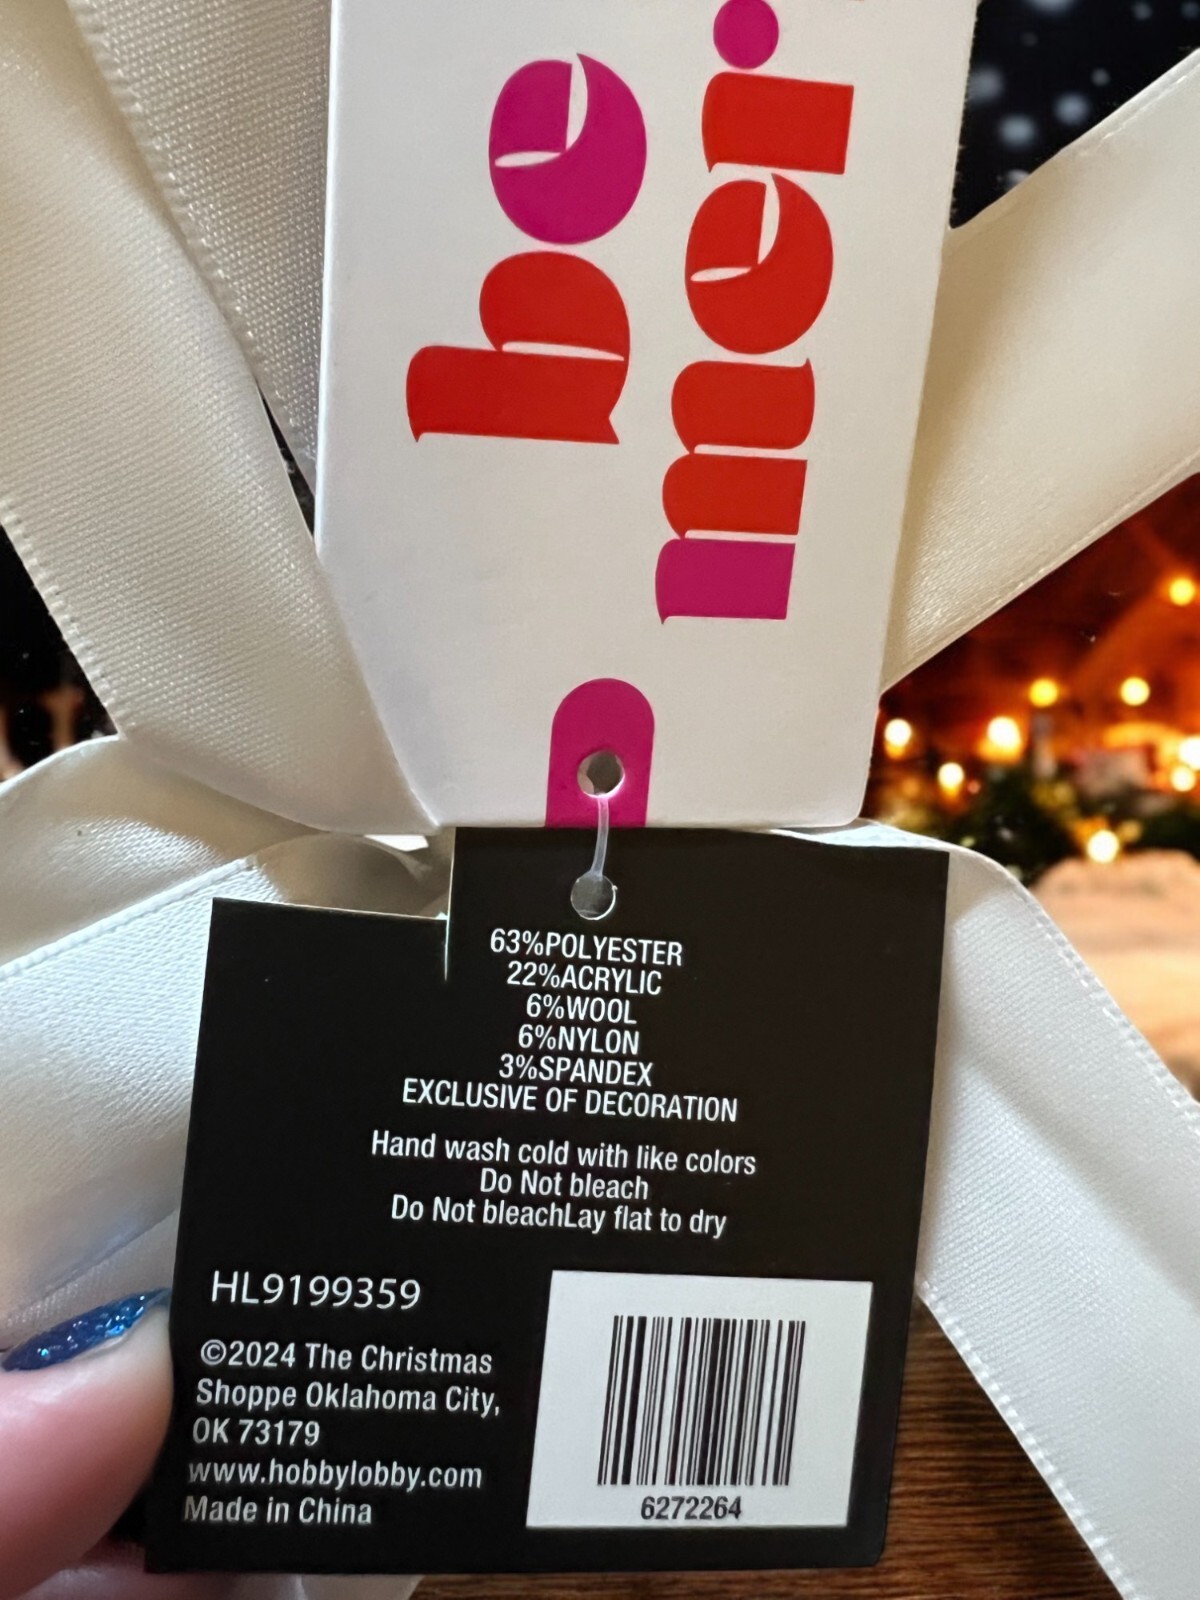 be
63%POLYESTER
22%ACRYLIC
6%WOOL
6%NYLON
3%SPANDEX
EXCLUSIVE OF DECORATION
Hand wash cold with like colors
Do Not bleach
Do Not bleachLay flat to dry
HL9199359
©2024 The Christmas
Shoppe Oklahoma City,
OK 73179
www.hobbylobby.com
Made in China
6272264